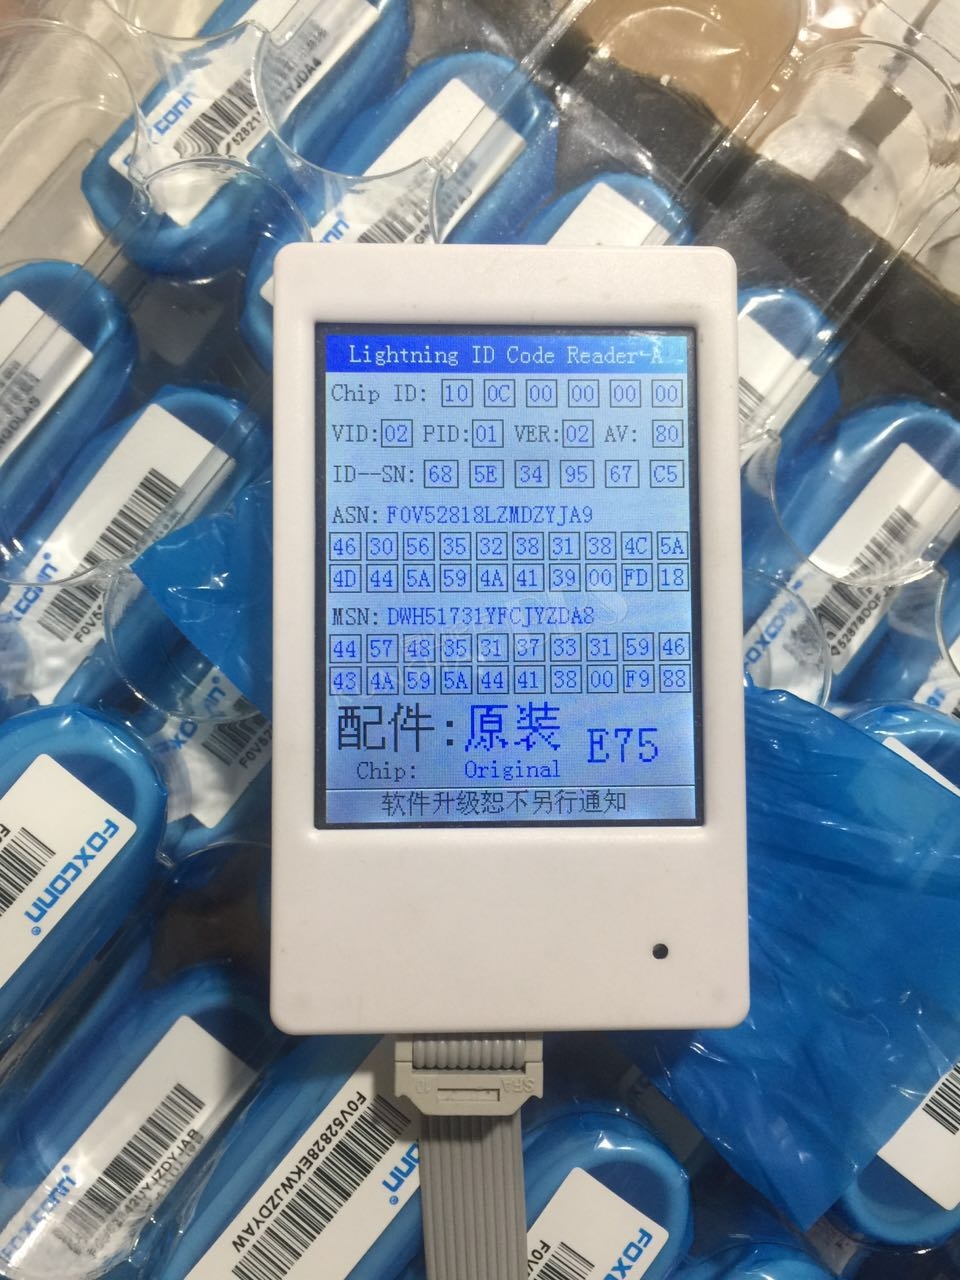 Lightning ID Code Reader-A
Chip ID: 10 0C 00 00 00 00
VID: 02 PID: 01 VER: 02 AV: 80
ID--SN: 68 5E 34 95 67 C5
ASN: F0V52818LZMDZYJA9
46 30 56 35 32 38 31 38 4C 5A
4D 44 5A 59 4A 41 39 00 FD 18
MSN: DWH51731YFCJYZDA8
44 57 48 35 31 37 33 31 59 46
43 4A 59 5A 44 41 38 00 F9 88
配件:原装 E75
Chip: Original
软件升级恕不另行通知
FOXCONN®
F0V52828EKWJZDYAW
FOXCONN